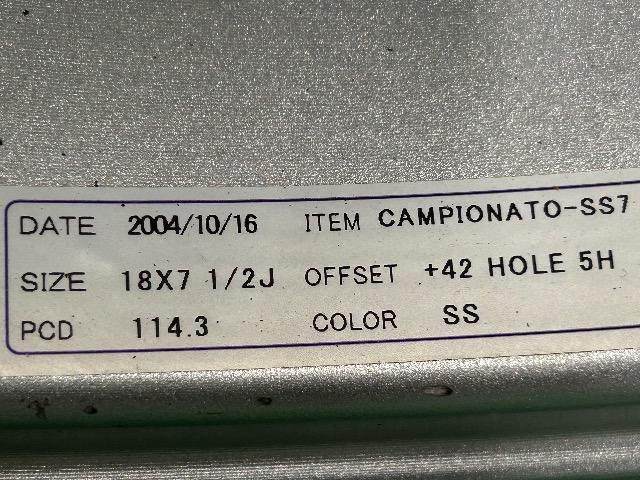 DATE 2004/10/16 ITEM CAMPIONATO-SS7
SIZE 18X7 1/2J OFFSET +42 HOLE 5H
PCD 114.3 COLOR SS